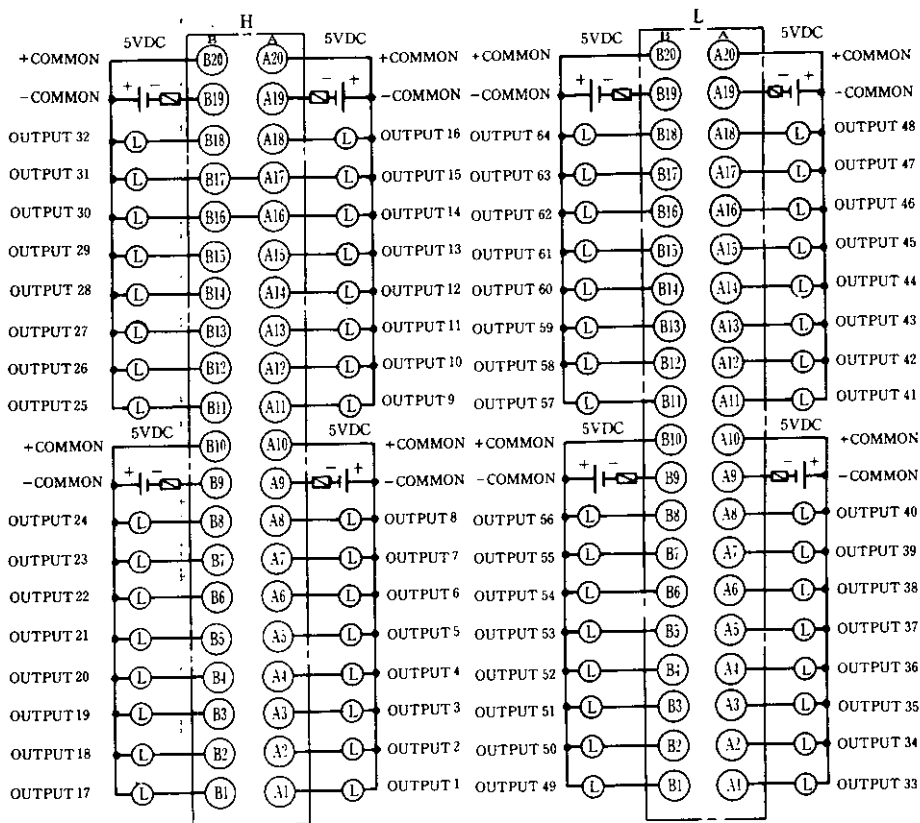 H L
5VDC B A 5VDC 5VDC B A 5VDC
+COMMON B20 A20 +COMMON +COMMON B20 A20 +COMMON
-COMMON + - B19 A19 - + -COMMON -COMMON + - B19 A19 - + -COMMON
OUTPUT 32 L B18 A18 L OUTPUT 16 OUTPUT 64 L B18 A18 L OUTPUT 48
OUTPUT 31 L B17 A17 L OUTPUT 15 OUTPUT 63 L B17 A17 L OUTPUT 47
OUTPUT 30 L B16 A16 L OUTPUT 14 OUTPUT 62 L B16 A16 L OUTPUT 46
OUTPUT 29 L B15 A15 L OUTPUT 13 OUTPUT 61 L B15 A15 L OUTPUT 45
OUTPUT 28 L B14 A14 L OUTPUT 12 OUTPUT 60 L B14 A14 L OUTPUT 44
OUTPUT 27 L B13 A13 L OUTPUT 11 OUTPUT 59 L B13 A13 L OUTPUT 43
OUTPUT 26 L B12 A12 L OUTPUT 10 OUTPUT 58 L B12 A12 L OUTPUT 42
OUTPUT 25 L B11 A11 L OUTPUT 9 OUTPUT 57 L B11 A11 L OUTPUT 41
+COMMON 5VDC B10 A10 5VDC +COMMON +COMMON 5VDC B10 A10 5VDC +COMMON
-COMMON + - B9 A9 - + -COMMON -COMMON + - B9 A9 - + -COMMON
OUTPUT 24 L B8 A8 L OUTPUT 8 OUTPUT 56 L B8 A8 L OUTPUT 40
OUTPUT 23 L B7 A7 L OUTPUT 7 OUTPUT 55 L B7 A7 L OUTPUT 39
OUTPUT 22 L B6 A6 L OUTPUT 6 OUTPUT 54 L B6 A6 L OUTPUT 38
OUTPUT 21 L B5 A5 L OUTPUT 5 OUTPUT 53 L B5 A5 L OUTPUT 37
OUTPUT 20 L B4 A4 L OUTPUT 4 OUTPUT 52 L B4 A4 L OUTPUT 36
OUTPUT 19 L B3 A3 L OUTPUT 3 OUTPUT 51 L B3 A3 L OUTPUT 35
OUTPUT 18 L B2 A2 L OUTPUT 2 OUTPUT 50 L B2 A2 L OUTPUT 34
OUTPUT 17 L B1 A1 L OUTPUT 1 OUTPUT 49 L B1 A1 L OUTPUT 33